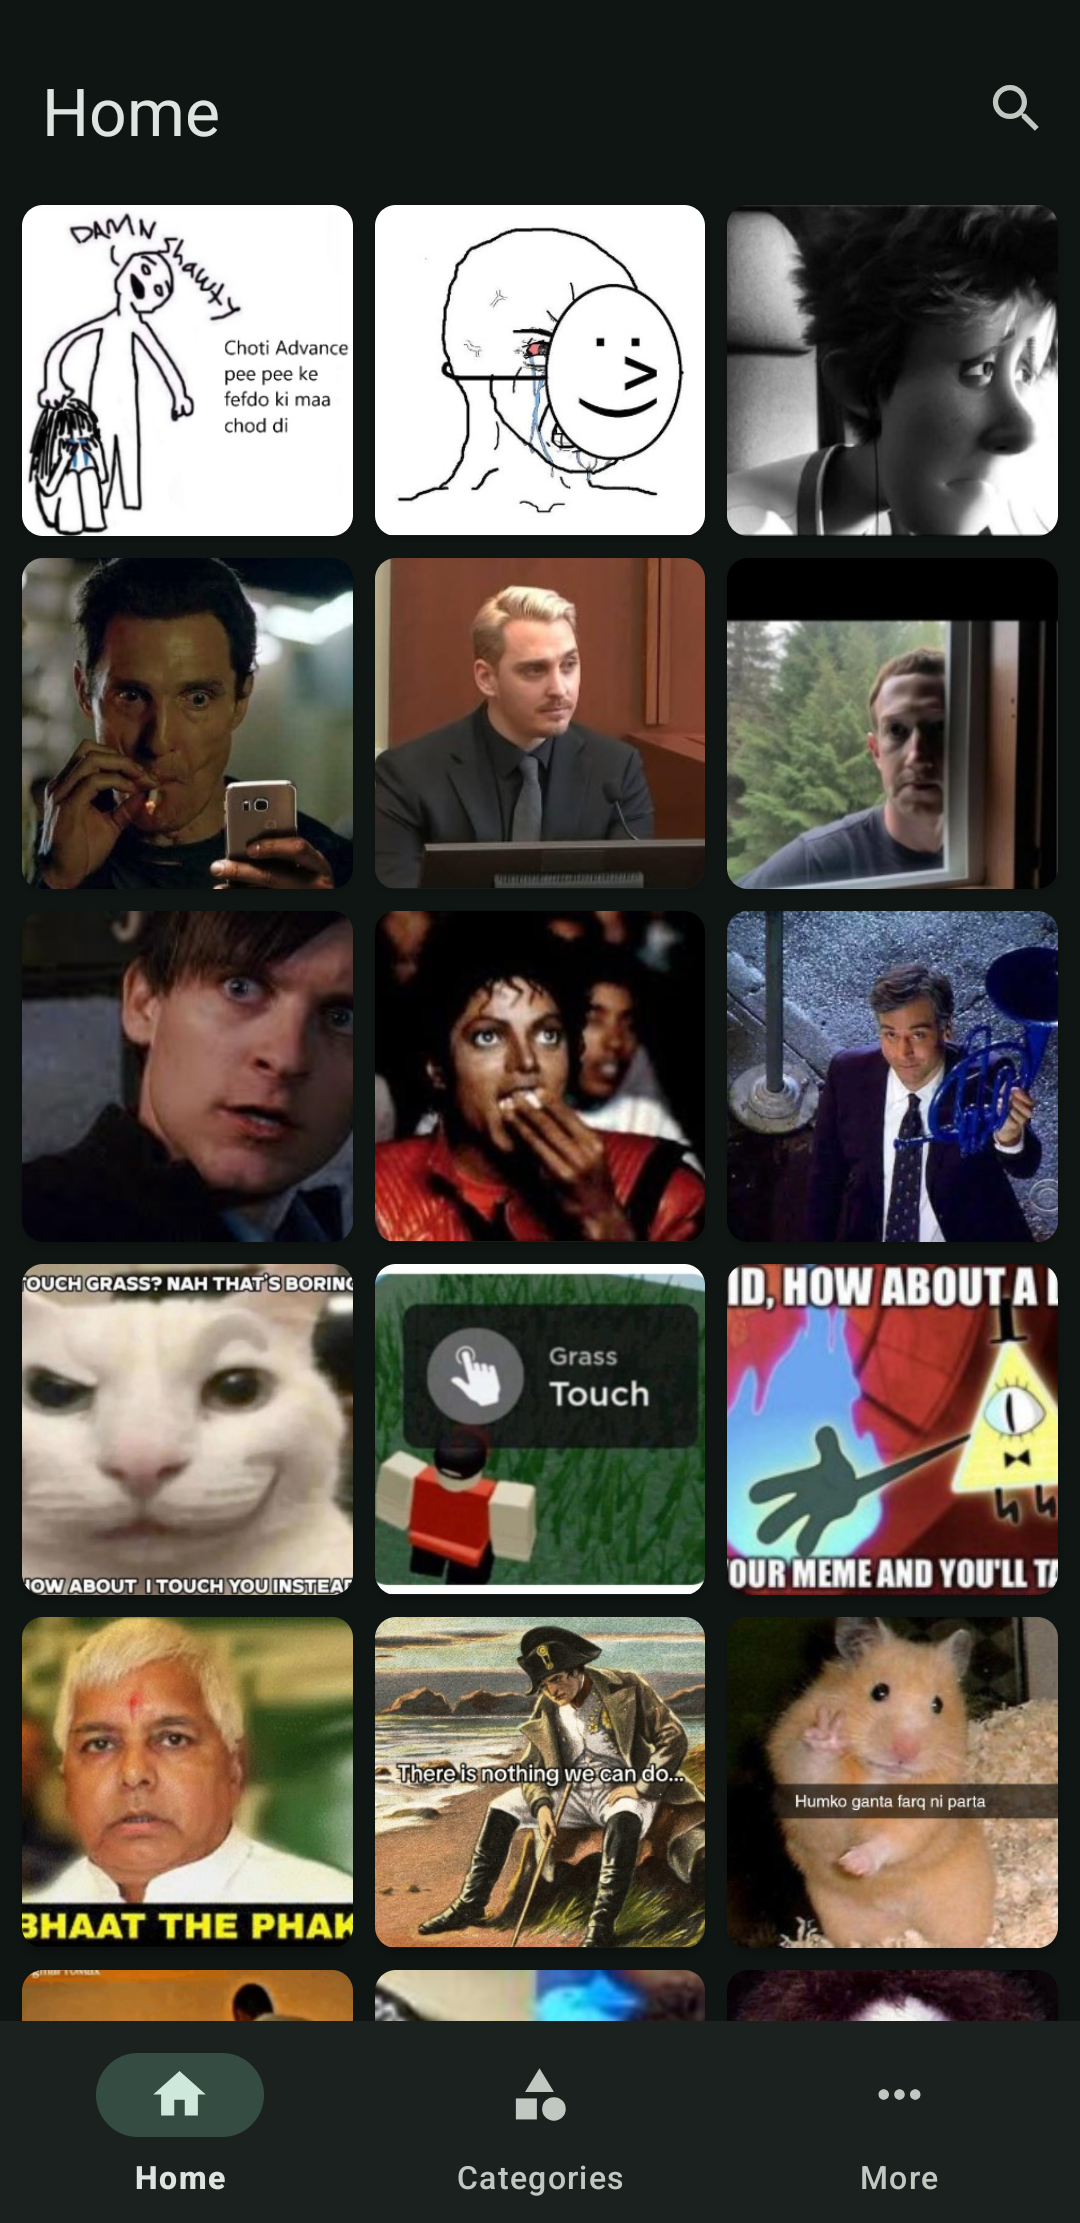 Home
DAMN Shawty
Choti Advance
pee pee ke
fefdo ki maa
chod di
OUCH GRASS? NAH THAT'S BORING
OW ABOUT I TOUCH YOU INSTEA
Grass
Touch
ID, HOW ABOUT A
OUR MEME AND YOU'LL TA
BHAAT THE PHAK
There is nothing we can do...
Humko ganta farq ni parta
Home
Categories
More